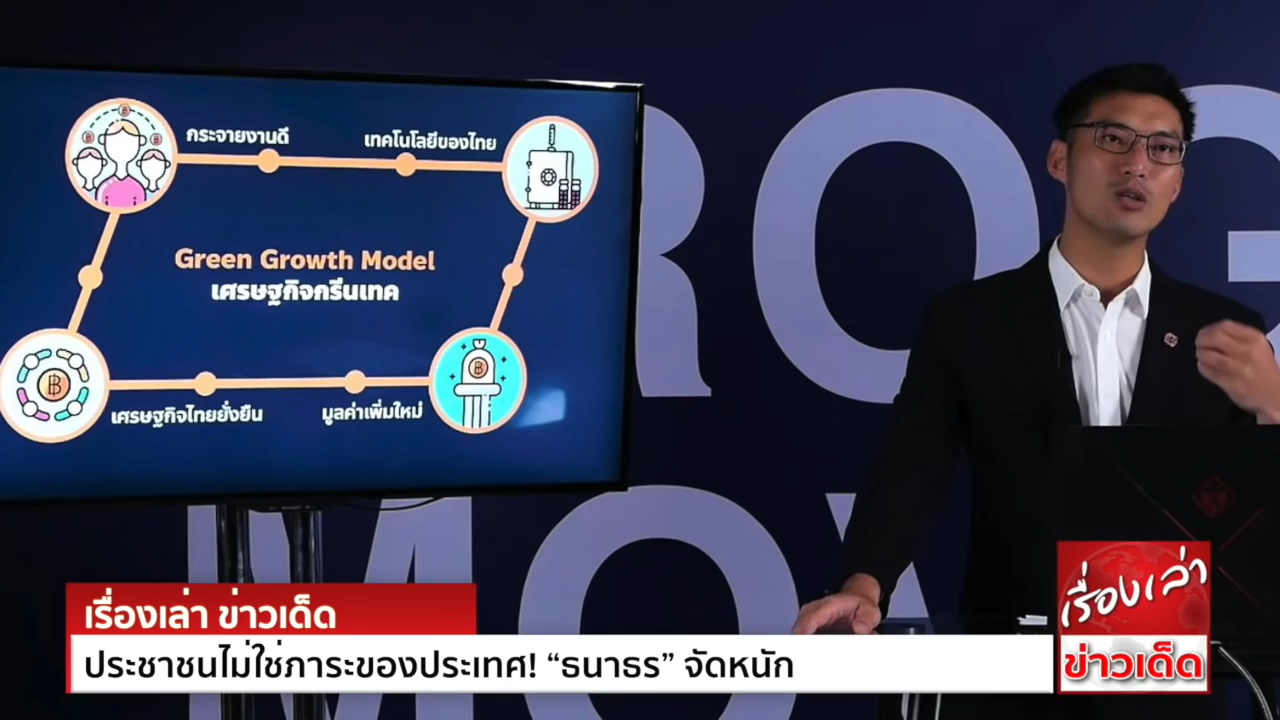 กระจายงานดี
เทคโนโลยีของไทย
Green Growth Model
เศรษฐกิจกรีนเทค
เศรษฐกิจไทยยั่งยืน
มูลค่าเพิ่มใหม่
ROG
MOV
เรื่องเล่า ข่าวเด็ด
ประชาชนไม่ใช่ภาระของประเทศ! “ธนาธร” จัดหนัก
เรื่องเล่า
ข่าวเด็ด